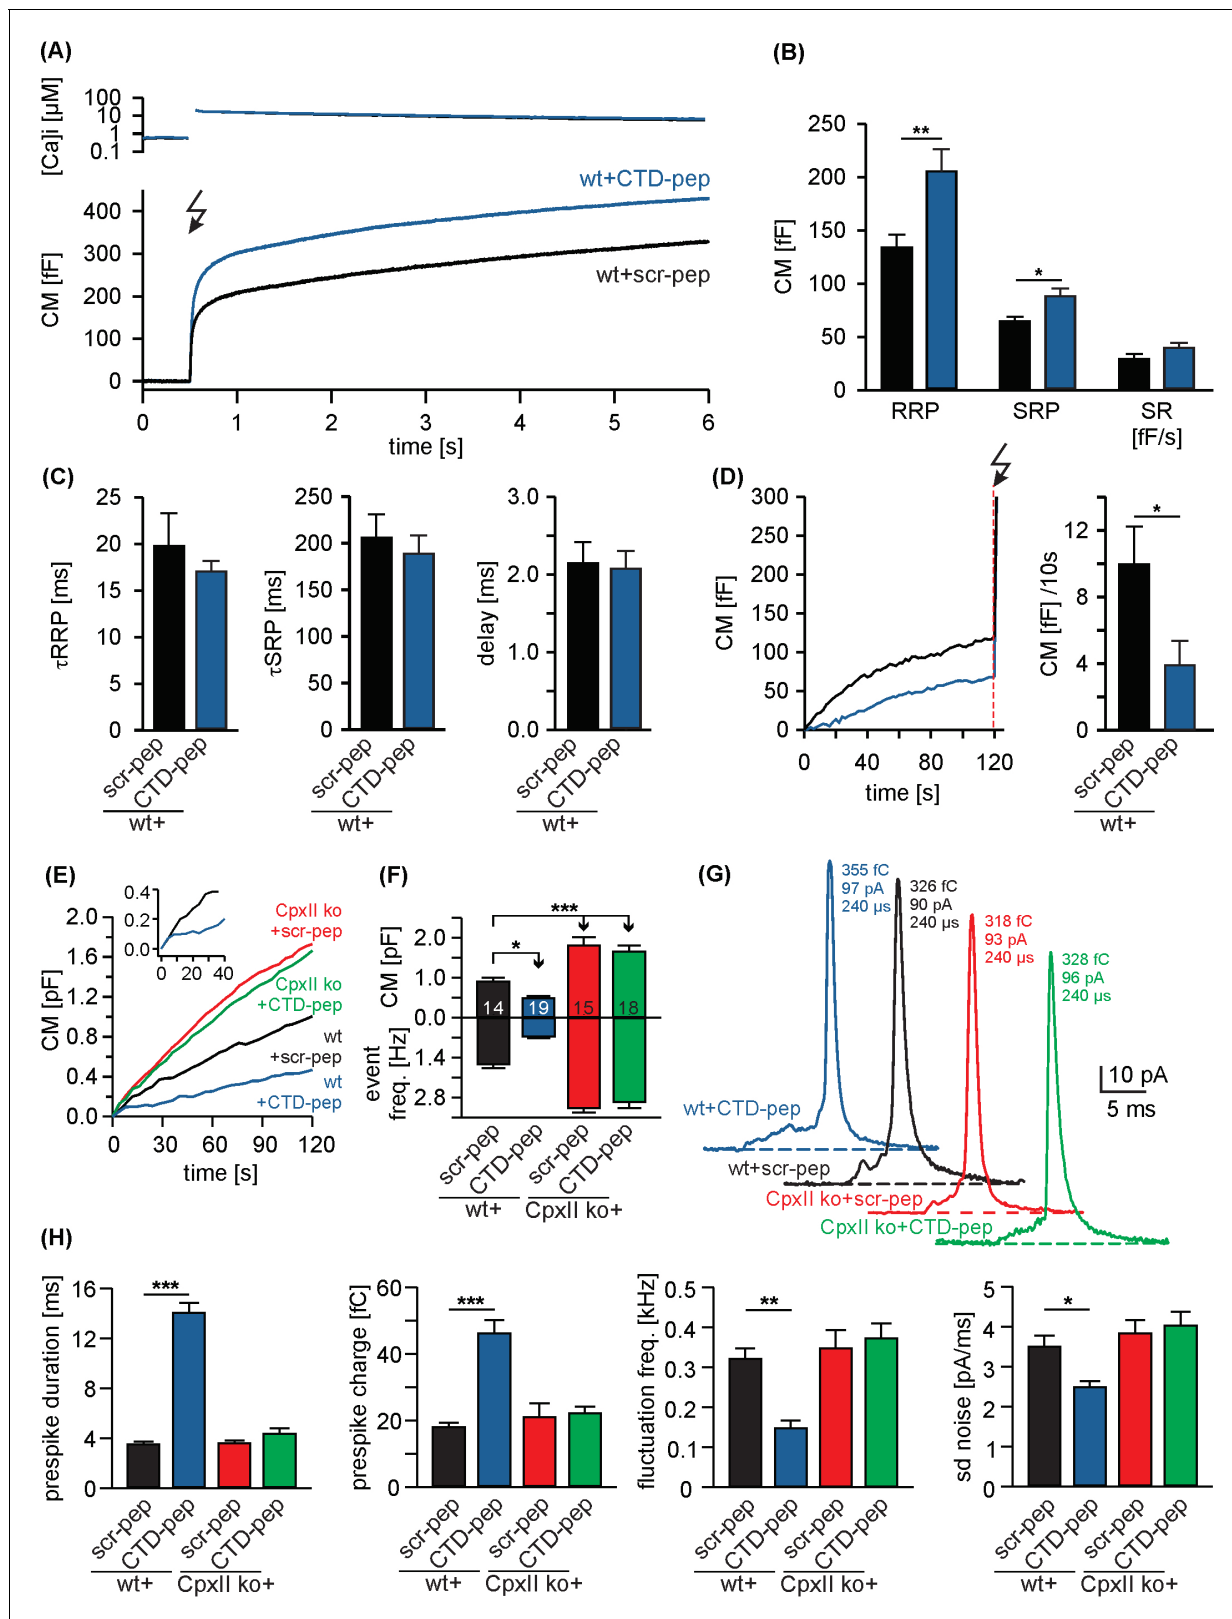 (A)
[Ca]i [µM]
100
10
1
0.1
CM [fF]
400
300
200
100
0
wt+CTD-pep
wt+scr-pep
0 1 2 3 4 5 6
time [s]
(B)
CM [fF]
250
200
150
100
50
0
**
*
RRP SRP SR
[fF/s]
(C)
τRRP [ms]
25
20
15
10
5
0
scr-pep
CTD-pep
wt+
τSRP [ms]
250
200
150
100
50
0
scr-pep
CTD-pep
wt+
delay [ms]
3.0
2.0
1.0
0.0
scr-pep
CTD-pep
wt+
(D)
CM [fF]
300
250
200
150
100
50
0
0 40 80 120
time [s]
CM [fF] /10s
12
8
4
0
*
scr-pep
CTD-pep
wt+
(E)
CM [pF]
2.0
1.6
1.2
0.8
0.4
0.0
0.4
0.2
0.0
0 20 40
CpxII ko
+scr-pep
CpxII ko
+CTD-pep
wt
+scr-pep
wt
+CTD-pep
0 30 60 90 120
time [s]
(F)
CM [pF]
2.0
1.0
0.0
event
freq. [Hz]
1.4
2.8
***
*
14 19 15 18
scr-pep
CTD-pep
scr-pep
CTD-pep
wt+ CpxII ko+
(G)
355 fC
97 pA
240 µs
326 fC
90 pA
240 µs
318 fC
93 pA
240 µs
328 fC
96 pA
240 µs
10 pA
5 ms
wt+CTD-pep
wt+scr-pep
CpxII ko+scr-pep
CpxII ko+CTD-pep
(H)
prespike duration [ms]
16
12
8
4
0
***
scr-pep
CTD-pep
scr-pep
CTD-pep
wt+ CpxII ko+
prespike charge [fC]
60
40
20
0
***
scr-pep
CTD-pep
scr-pep
CTD-pep
wt+ CpxII ko+
fluctuation freq. [kHz]
0.4
0.3
0.2
0.1
0
**
scr-pep
CTD-pep
scr-pep
CTD-pep
wt+ CpxII ko+
sd noise [pA/ms]
5
4
3
2
1
0
*
scr-pep
CTD-pep
scr-pep
CTD-pep
wt+ CpxII ko+